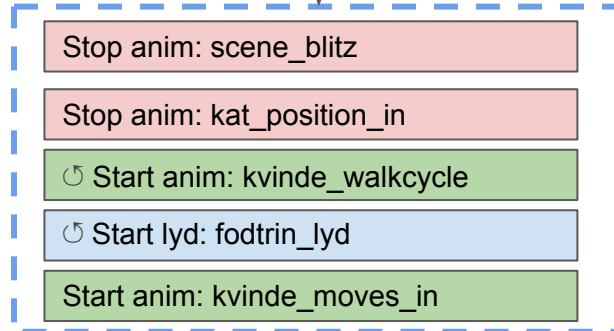 Stop anim: scene_blitz
Stop anim: kat_position_in
↺ Start anim: kvinde_walkcycle
↺ Start lyd: fodtrin_lyd
Start anim: kvinde_moves_in